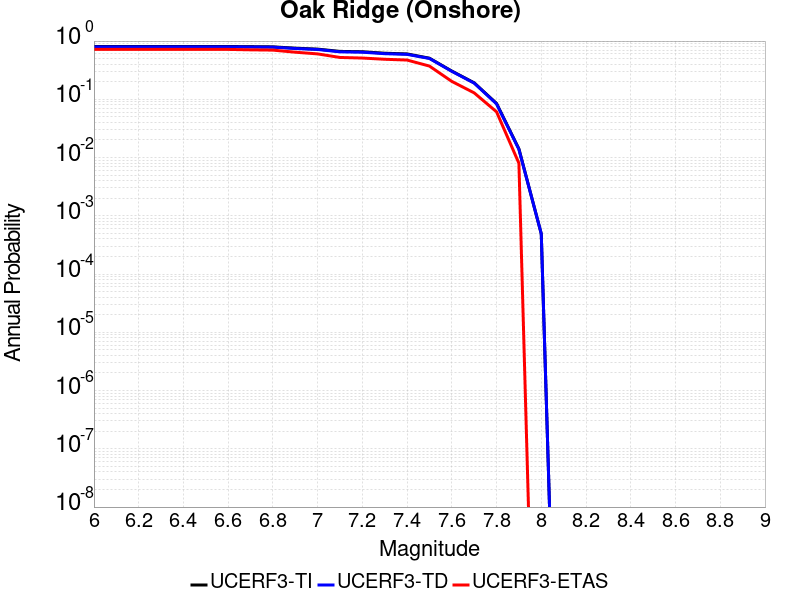 Oak Ridge (Onshore)
10^0
10^-1
10^-2
10^-3
10^-4
10^-5
10^-6
10^-7
10^-8
Annual Probability
6 6.2 6.4 6.6 6.8 7 7.2 7.4 7.6 7.8 8 8.2 8.4 8.6 8.8 9
Magnitude
UCERF3-TI UCERF3-TD UCERF3-ETAS